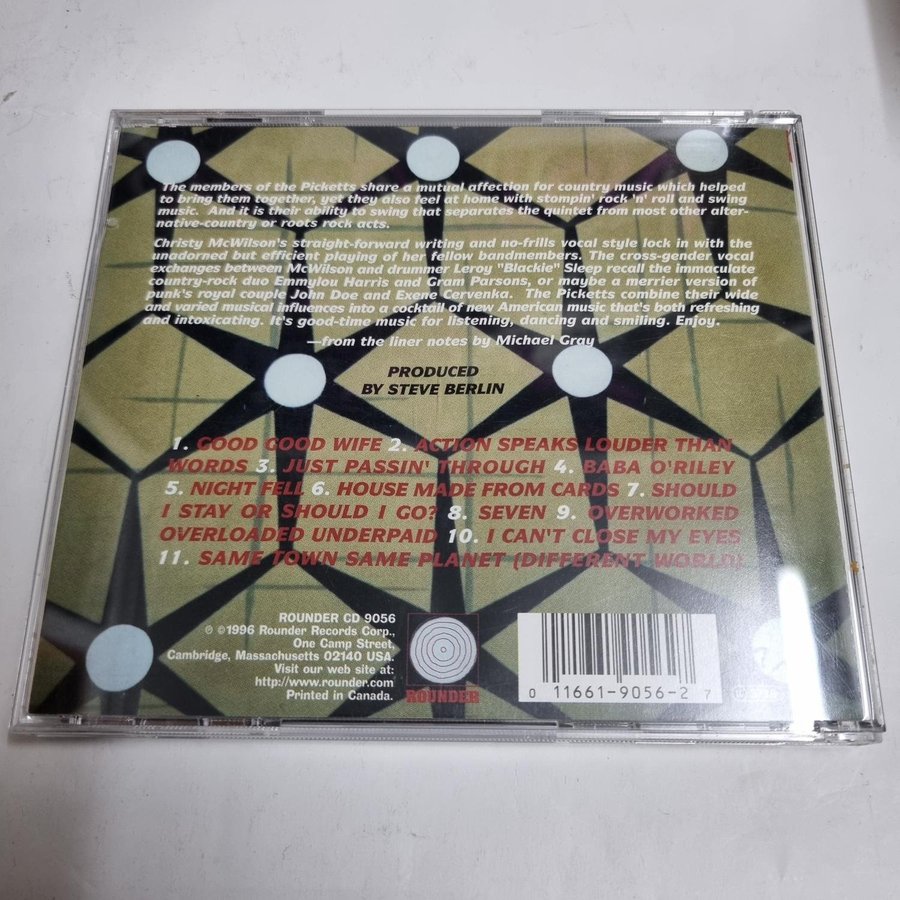 The members of the Picketts share a mutual affection for country music which helped
to bring them together, yet they also feel at home with stompin' rock 'n' roll and swing
music. And it is their ability to swing that separates the quintet from most other alter-
native-country or roots rock acts.
Christy McWilson's straight-forward writing and no-frills vocal style lock in with the
unadorned but efficient playing of her fellow bandmembers. The cross-gender vocal
exchanges between McWilson and drummer Leroy "Blackie" Sleep recall the immaculate
country-rock duo Emmylou Harris and Gram Parsons, or maybe a merrier version of
punk's royal couple John Doe and Exene Cervenka. The Picketts combine their wide
and varied musical influences into a cocktail of new American music that's both refreshing
and intoxicating. It's good-time music for listening, dancing and smiling. Enjoy.
—from the liner notes by Michael Gray
PRODUCED
BY STEVE BERLIN
1. GOOD GOOD WIFE 2. ACTION SPEAKS LOUDER THAN
WORDS 3. JUST PASSIN' THROUGH 4. BABA O'RILEY
5. NIGHT FELL 6. HOUSE MADE FROM CARDS 7. SHOULD
I STAY OR SHOULD I GO? 8. SEVEN 9. OVERWORKED
OVERLOADED UNDERPAID 10. I CAN'T CLOSE MY EYES
11. SAME TOWN SAME PLANET (DIFFERENT WORLD)
ROUNDER CD 9056
℗ ©1996 Rounder Records Corp.,
One Camp Street,
Cambridge, Massachusetts 02140 USA.
Visit our web site at:
http://www.rounder.com
Printed in Canada.
ROUNDER
0 11661-9056-2 7